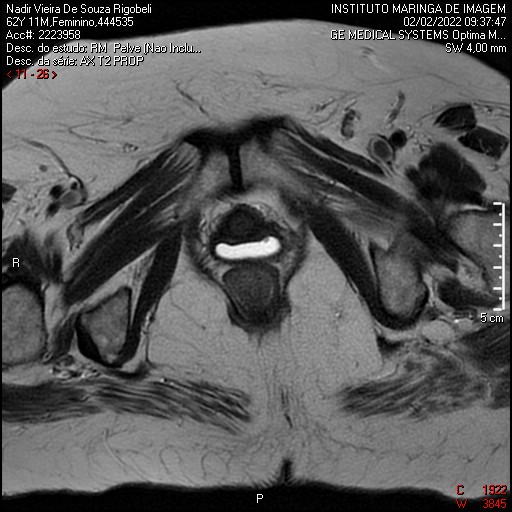 Nadir Vieira De Souza Rigobeli
62Y 11M,Feminino,444535
Acc#: 2223958
Desc. do estudo: RM Pelve (Nao Inclu...
Desc. da série: AX T2 PROP
< 11 - 26 >
INSTITUTO MARINGA DE IMAGEM
02/02/2022 09:37:47
GE MEDICAL SYSTEMS Optima M...
SW 4,00 mm
R
5 cm
P
C 1922
W 3845